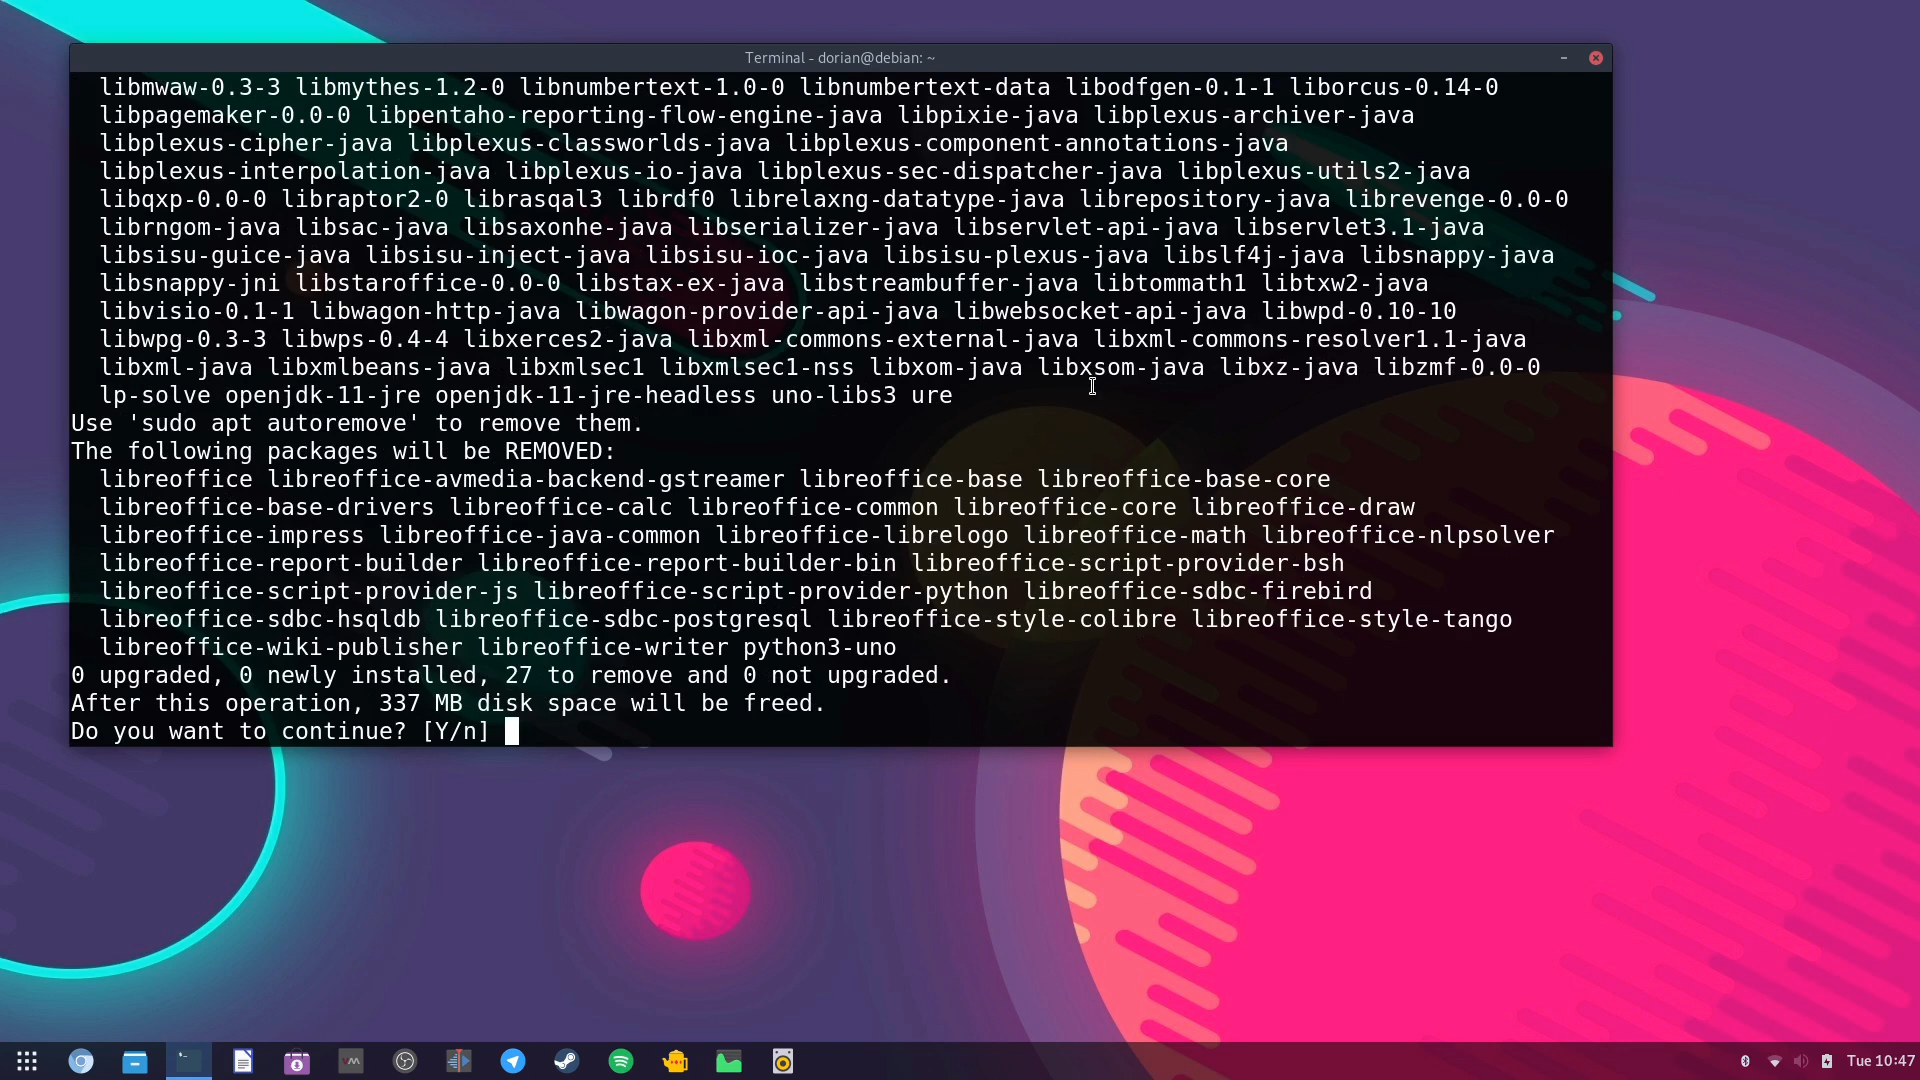 Terminal - dorian@debian: ~
libmwaw-0.3-3 libmythes-1.2-0 libnumbertext-1.0-0 libnumbertext-data libodfgen-0.1-1 liborcus-0.14-0
libpagemaker-0.0-0 libpentaho-reporting-flow-engine-java libpixie-java libplexus-archiver-java
libplexus-cipher-java libplexus-classworlds-java libplexus-component-annotations-java
libplexus-interpolation-java libplexus-io-java libplexus-sec-dispatcher-java libplexus-utils2-java
libqxp-0.0-0 libraptor2-0 librasqal3 librdf0 librelaxng-datatype-java librepository-java librevenge-0.0-0
librngom-java libsac-java libsaxonhe-java libserializer-java libservlet-api-java libservlet3.1-java
libsisu-guice-java libsisu-inject-java libsisu-ioc-java libsisu-plexus-java libslf4j-java libsnappy-java
libsnappy-jni libstaroffice-0.0-0 libstax-ex-java libstreambuffer-java libtommath1 libtxw2-java
libvisio-0.1-1 libwagon-http-java libwagon-provider-api-java libwebsocket-api-java libwpd-0.10-10
libwpg-0.3-3 libwps-0.4-4 libxerces2-java libxml-commons-external-java libxml-commons-resolver1.1-java
libxml-java libxmlbeans-java libxmlsec1 libxmlsec1-nss libxom-java libxsom-java libxz-java libzmf-0.0-0
lp-solve openjdk-11-jre openjdk-11-jre-headless uno-libs3 ure
Use 'sudo apt autoremove' to remove them.
The following packages will be REMOVED:
libreoffice libreoffice-avmedia-backend-gstreamer libreoffice-base libreoffice-base-core
libreoffice-base-drivers libreoffice-calc libreoffice-common libreoffice-core libreoffice-draw
libreoffice-impress libreoffice-java-common libreoffice-librelogo libreoffice-math libreoffice-nlpsolver
libreoffice-report-builder libreoffice-report-builder-bin libreoffice-script-provider-bsh
libreoffice-script-provider-js libreoffice-script-provider-python libreoffice-sdbc-firebird
libreoffice-sdbc-hsqldb libreoffice-sdbc-postgresql libreoffice-style-colibre libreoffice-style-tango
libreoffice-wiki-publisher libreoffice-writer python3-uno
0 upgraded, 0 newly installed, 27 to remove and 0 not upgraded.
After this operation, 337 MB disk space will be freed.
Do you want to continue? [Y/n]
Tue 10:47